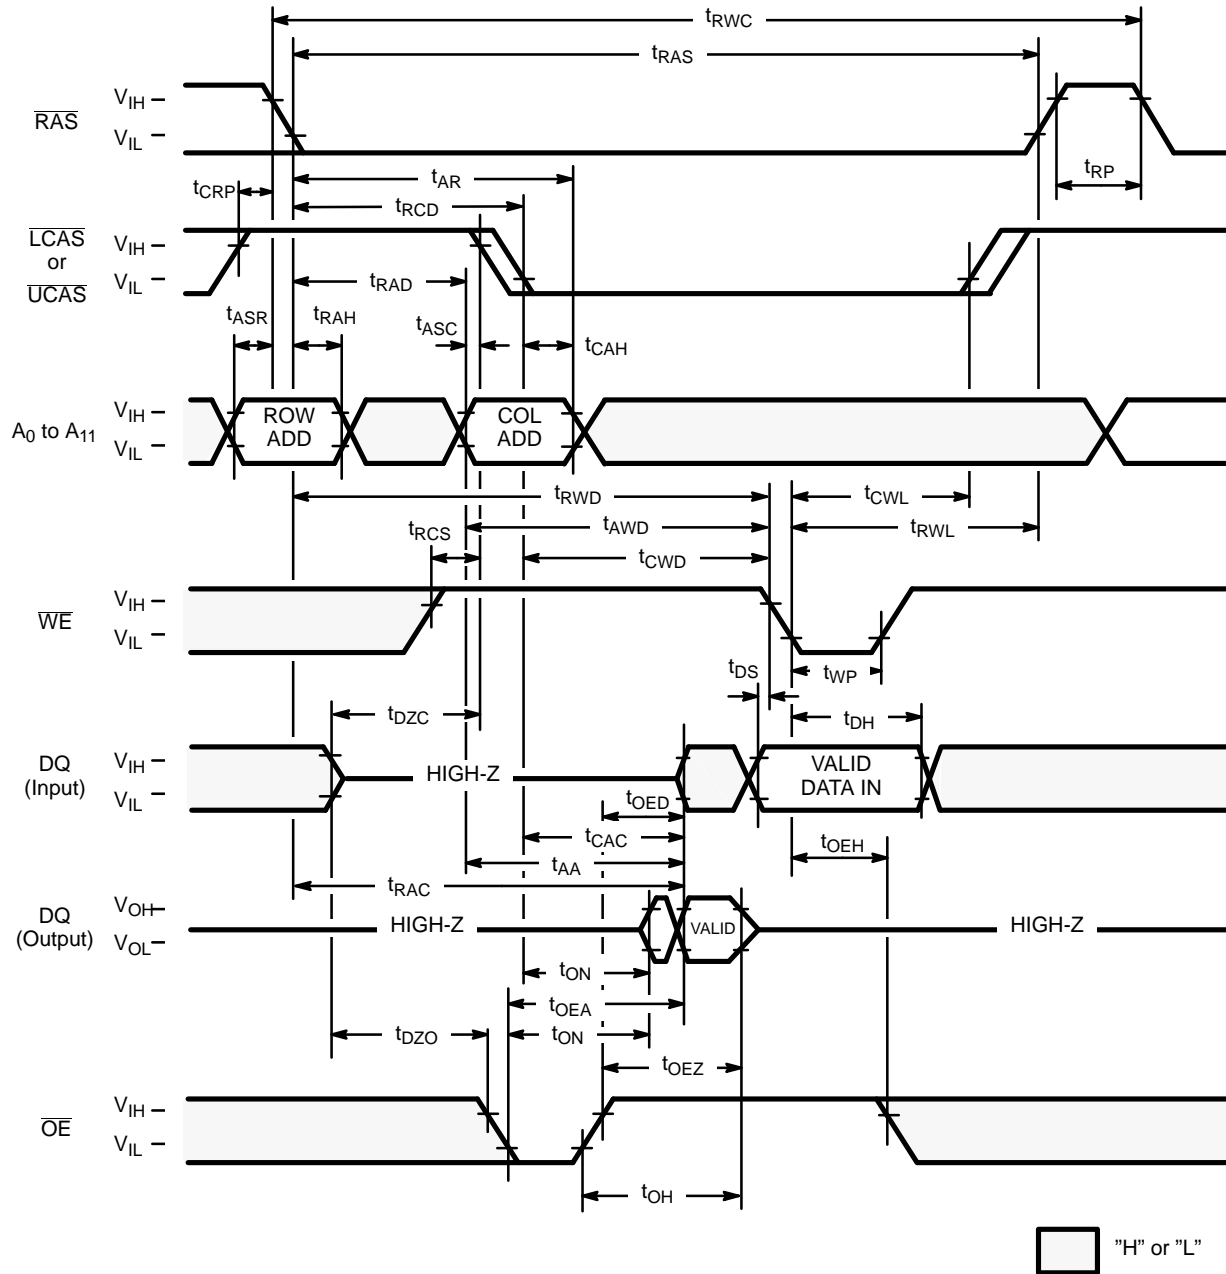 tRWC
tRAS
RAS
VIH
VIL
tAR
tRP
tCRP
tRCD
LCAS
or
UCAS
VIH
VIL
tRAD
tASR
tRAH
tASC
tCAH
A0 to A11
VIH
VIL
ROW
ADD
COL
ADD
tRWD
tCWL
tRCS
tAWD
tRWL
tCWD
WE
VIH
VIL
tDS
tWP
tDZC
tDH
DQ
(Input)
VIH
VIL
HIGH-Z
VALID
DATA IN
tOED
tCAC
tOEH
tAA
tRAC
DQ
(Output)
VOH
VOL
HIGH-Z
VALID
HIGH-Z
tON
tOEA
tDZO
tON
tOEZ
OE
VIH
VIL
tOH
”H” or ”L”